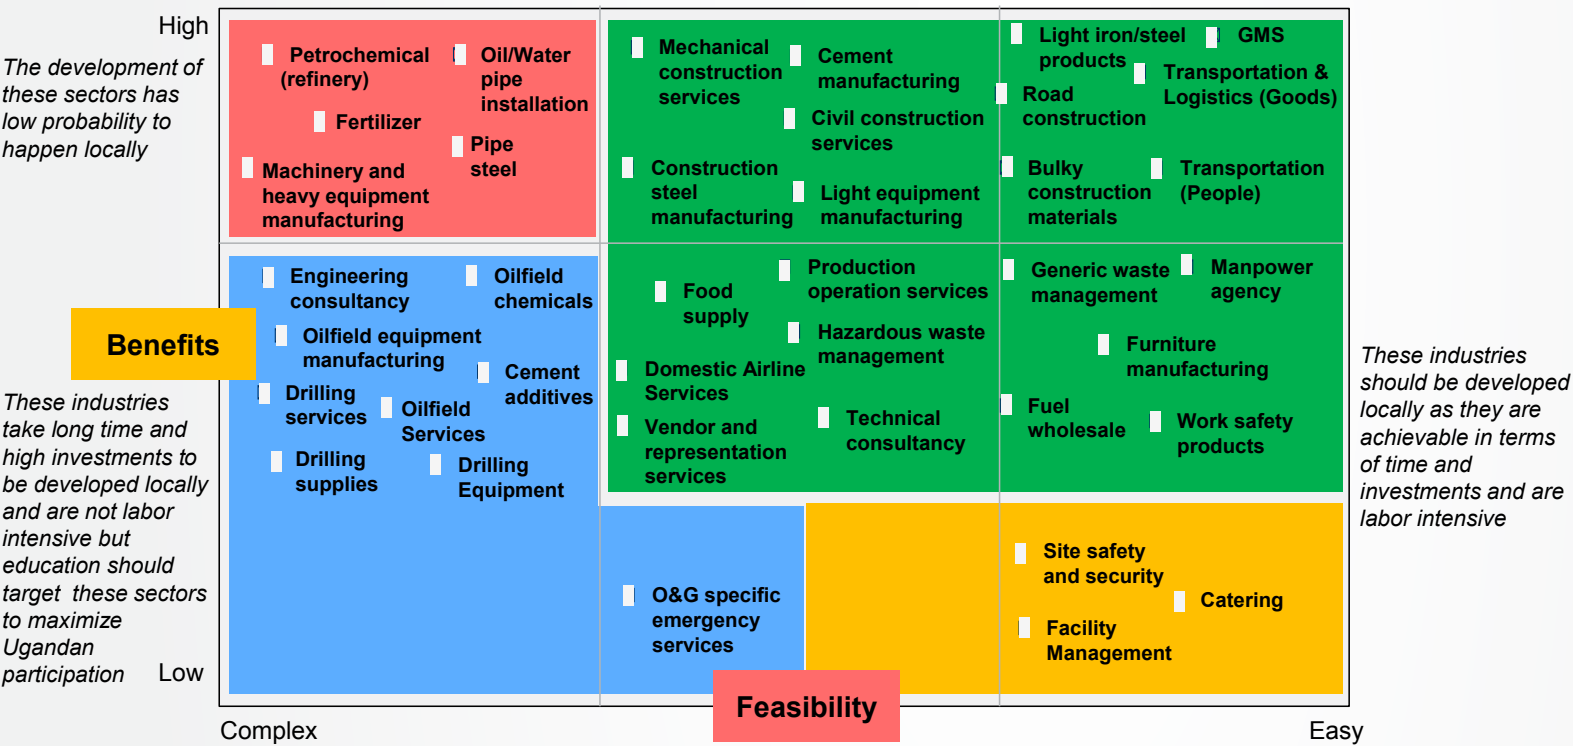 High
The development of
these sectors has
low probability to
happen locally
Petrochemical
(refinery)
Oil/Water
pipe
installation
Fertilizer
Pipe
steel
Machinery and
heavy equipment
manufacturing
Mechanical
construction
services
Cement
manufacturing
Civil construction
services
Construction
steel
manufacturing
Light equipment
manufacturing
Light iron/steel
products
GMS
Transportation &
Logistics (Goods)
Road
construction
Bulky
construction
materials
Transportation
(People)
Benefits
Engineering
consultancy
Oilfield
chemicals
Oilfield equipment
manufacturing
Cement
additives
Drilling
services
Oilfield
Services
Drilling
supplies
Drilling
Equipment
Food
supply
Production
operation services
Hazardous waste
management
Domestic Airline
Services
Vendor and
representation
services
Technical
consultancy
Generic waste
management
Manpower
agency
Furniture
manufacturing
Fuel
wholesale
Work safety
products
These industries
should be developed
locally as they are
achievable in terms
of time and
investments and are
labor intensive
These industries
take long time and
high investments to
be developed locally
and are not labor
intensive but
education should
target these sectors
to maximize
Ugandan
participation
Low
O&G specific
emergency
services
Site safety
and security
Catering
Facility
Management
Feasibility
Complex
Easy